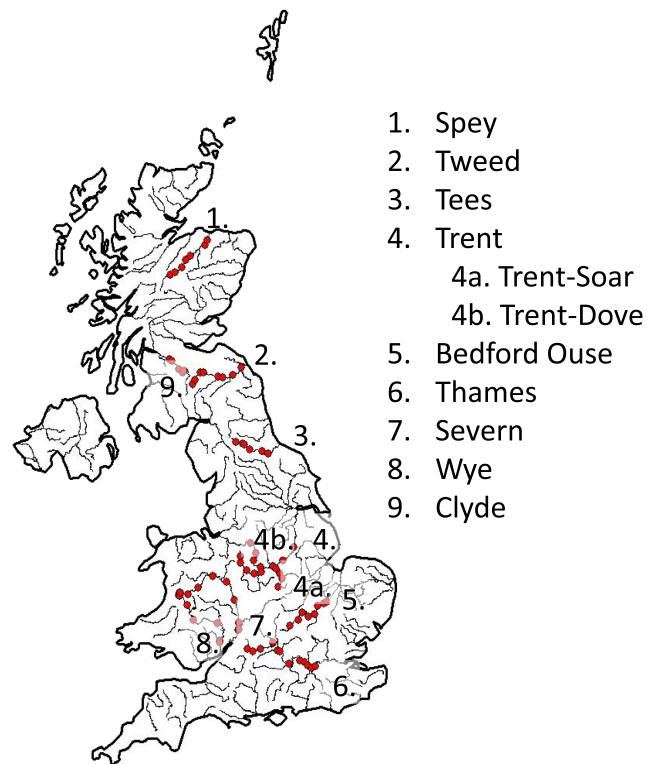 1. Spey
2. Tweed
3. Tees
4. Trent
4a. Trent-Soar
4b. Trent-Dove
5. Bedford Ouse
6. Thames
7. Severn
8. Wye
9. Clyde
1.
2.
9.
3.
4b. 4.
4a.
5.
7.
8.
6.